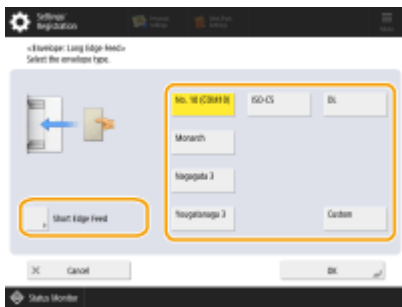 Settings/
Registration
<Envelope: Long Edge Feed>
Select the envelope type.
No. 10 (COM10)
ISO-C5
DL
Monarch
Nagagata 3
Yougatanaga 3
Custom
Short Edge Feed
Cancel
OK
Status Monitor